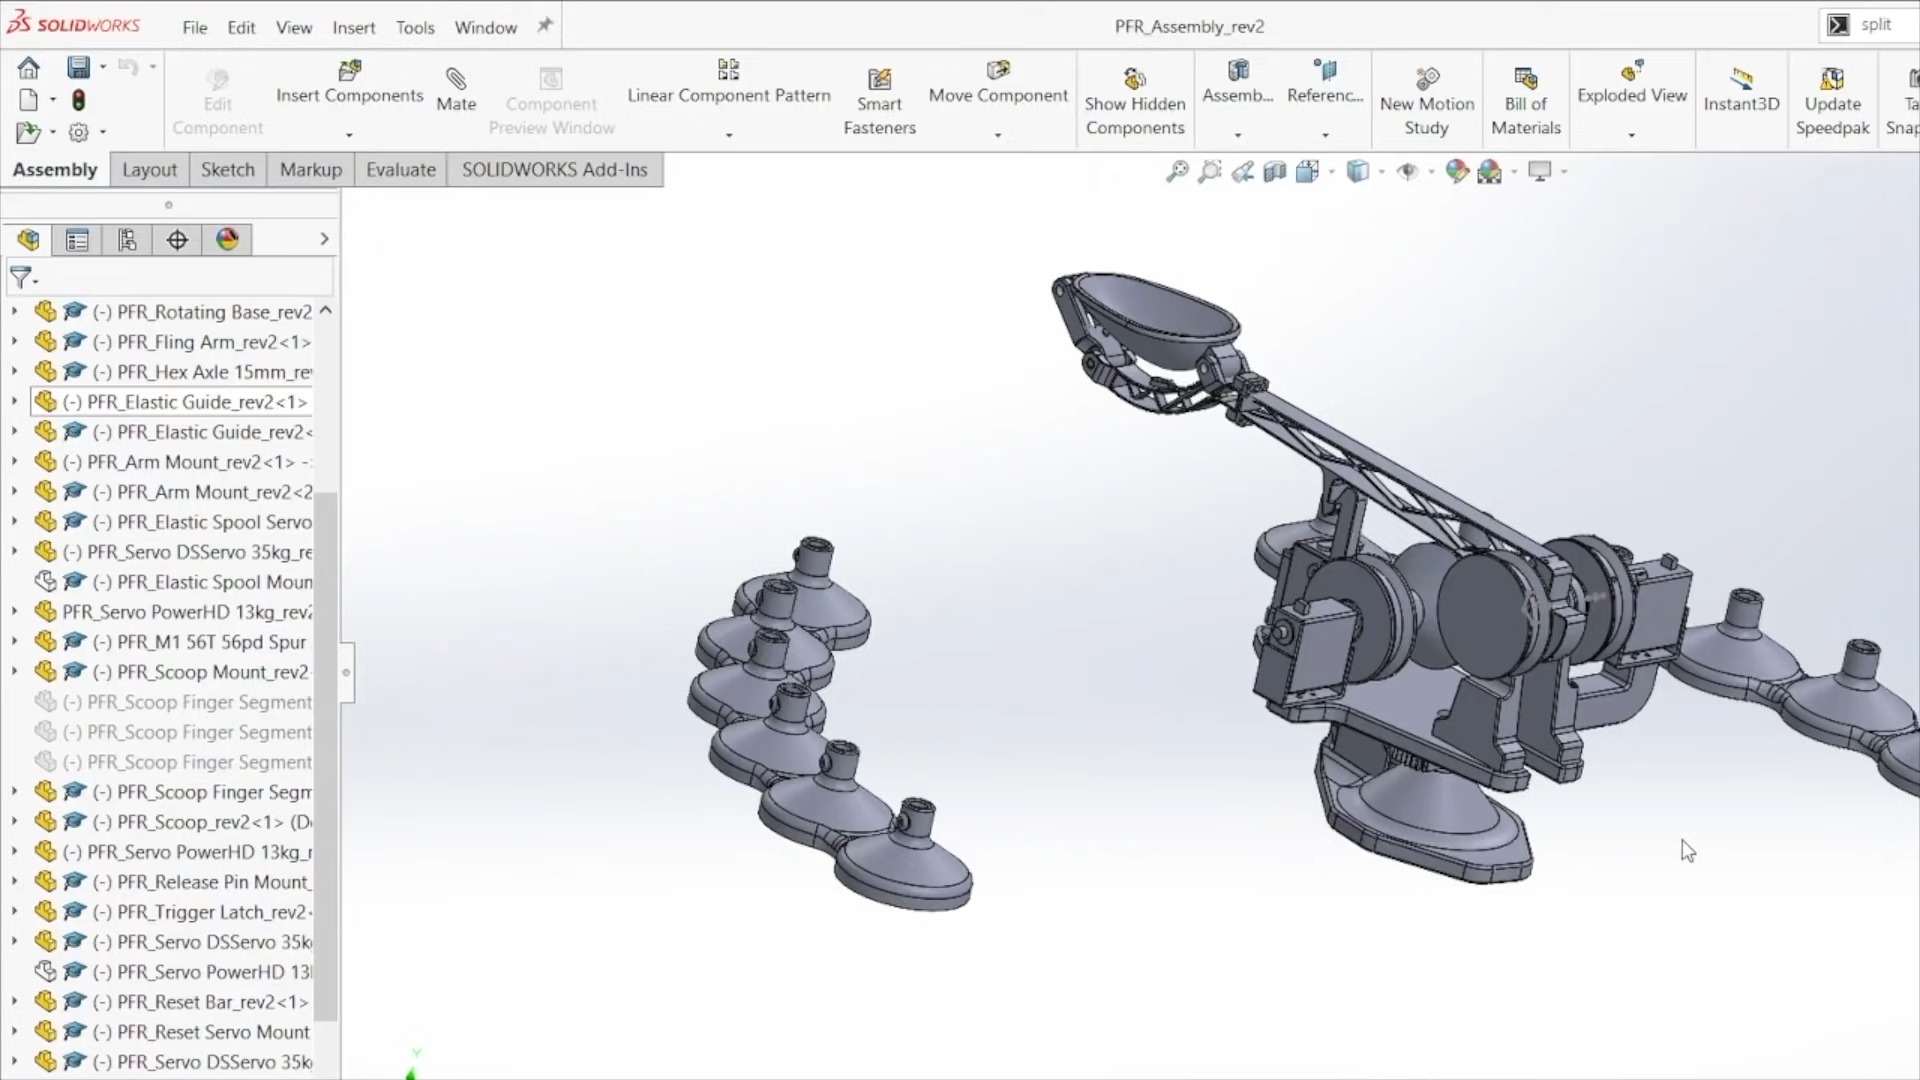 SOLIDWORKS File Edit View Insert Tools Window PFR_Assembly_rev2 split
Edit Component
Insert Components
Mate
Component Preview Window
Linear Component Pattern
Smart Fasteners
Move Component
Show Hidden Components
Assemb...
Referenc...
New Motion Study
Bill of Materials
Exploded View
Instant3D
Update Speedpak
Ta
Snap
Assembly Layout Sketch Markup Evaluate SOLIDWORKS Add-Ins
(-) PFR_Rotating Base_rev2
(-) PFR_Fling Arm_rev2<1>
(-) PFR_Hex Axle 15mm_re
(-) PFR_Elastic Guide_rev2<1>
(-) PFR_Elastic Guide_rev2<
(-) PFR_Arm Mount_rev2<1> -
(-) PFR_Arm Mount_rev2<2
(-) PFR_Elastic Spool Servo
(-) PFR_Servo DSServo 35kg_re
(-) PFR_Elastic Spool Moun
PFR_Servo PowerHD 13kg_rev2
(-) PFR_M1 56T 56pd Spur
(-) PFR_Scoop Mount_rev2
(-) PFR_Scoop Finger Segment
(-) PFR_Scoop Finger Segment
(-) PFR_Scoop Finger Segment
(-) PFR_Scoop Finger Segm
(-) PFR_Scoop_rev2<1> (D
(-) PFR_Servo PowerHD 13kg_r
(-) PFR_Release Pin Mount_
(-) PFR_Trigger Latch_rev2
(-) PFR_Servo DSServo 35k
(-) PFR_Servo PowerHD 13
(-) PFR_Reset Bar_rev2<1>
(-) PFR_Reset Servo Mount
(-) PFR_Servo DSServo 35k
Y